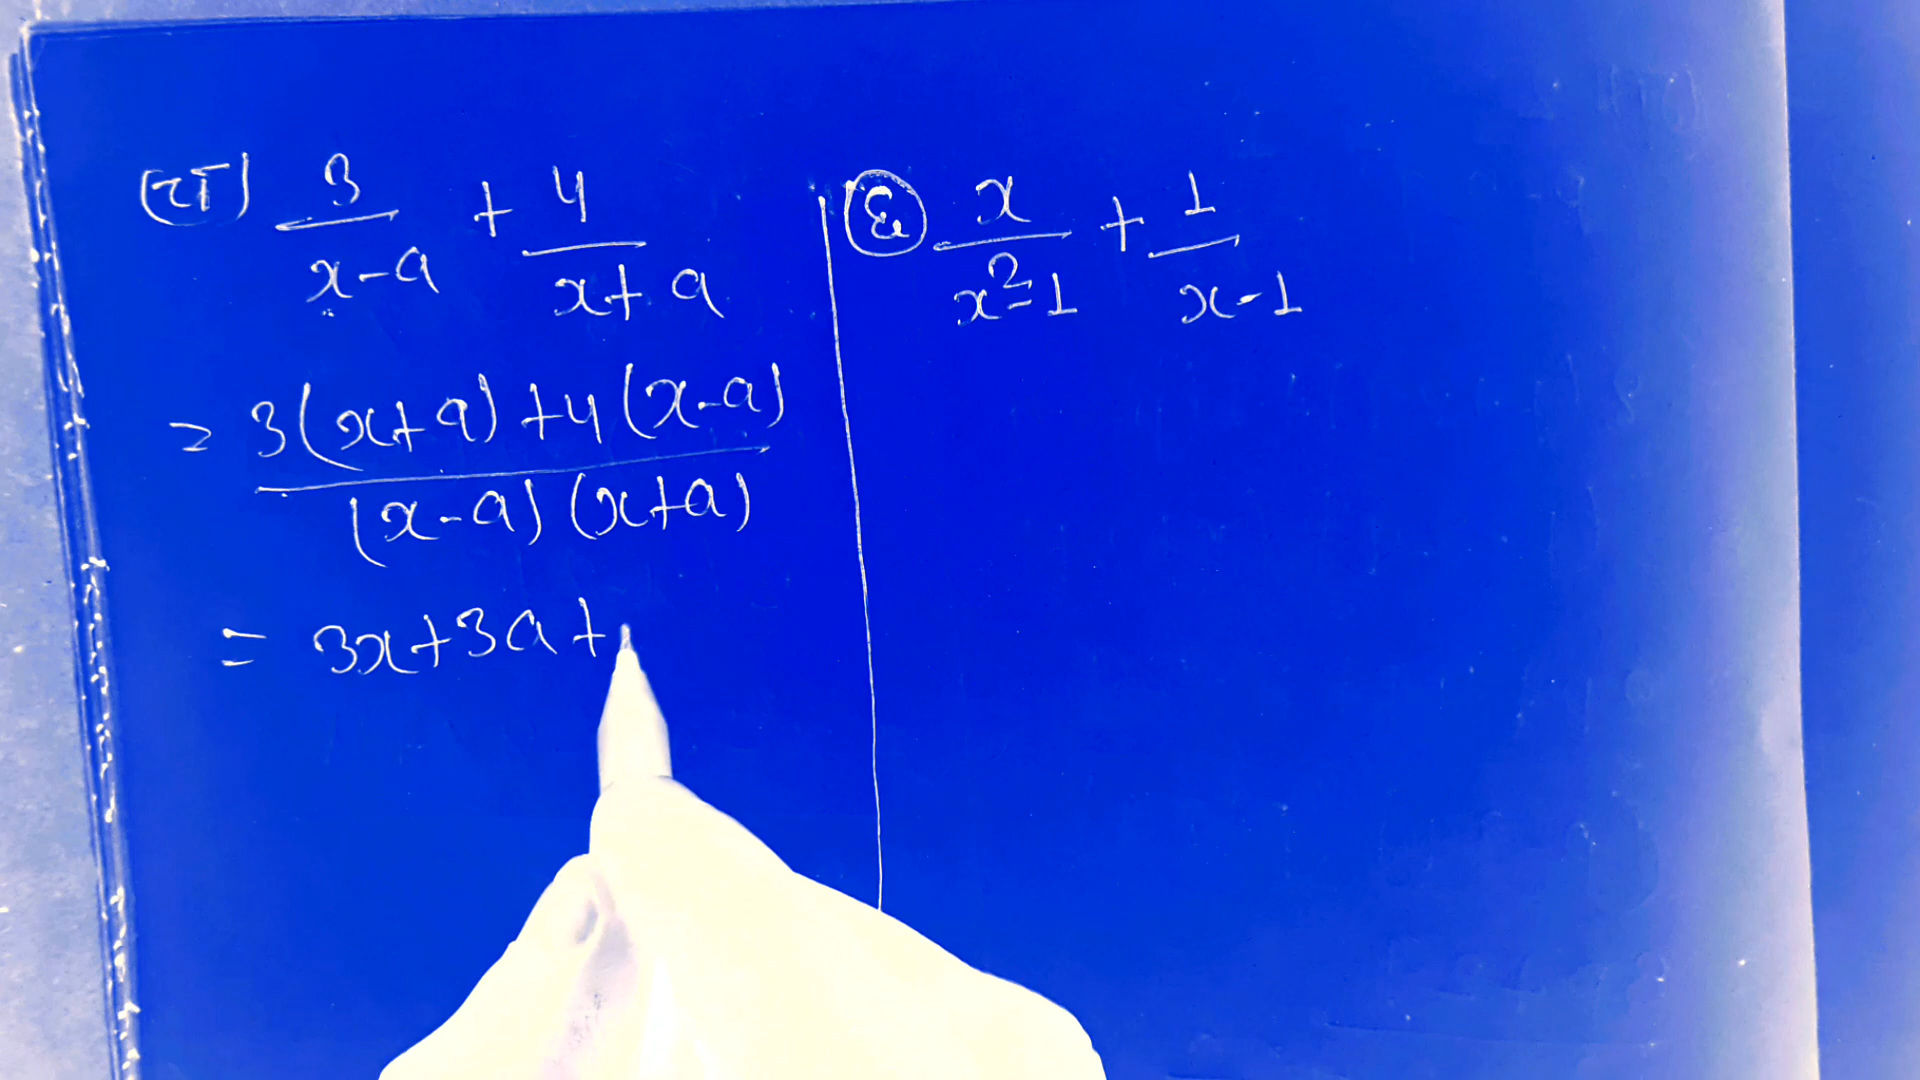 (रा) 3/(x-a) + 4/(x+a)
= 3(x+a)+4(x-a)/(x-a)(x+a)
= 3x+3a+
x/(x²-1) + 1/(x-1)